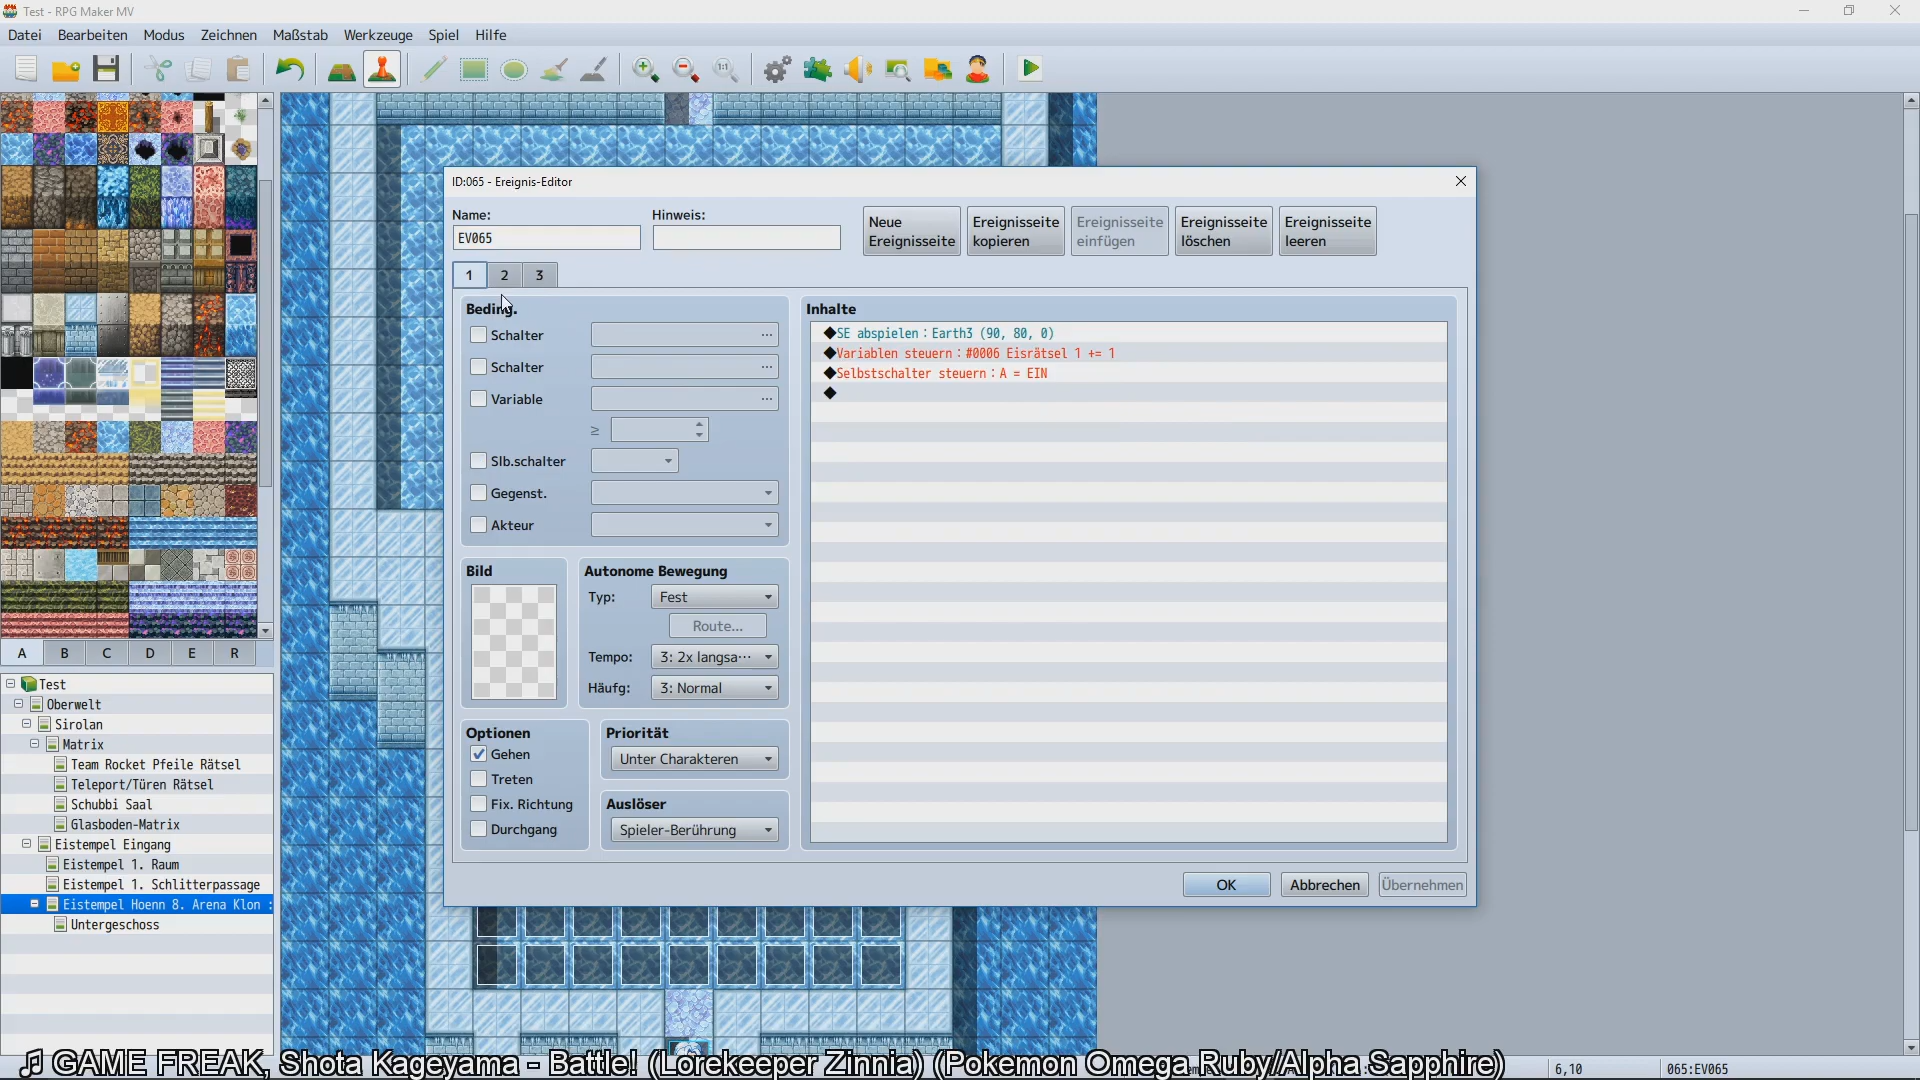 Test - RPG Maker MV
Datei Bearbeiten Modus Zeichnen Maßstab Werkzeuge Spiel Hilfe
1:1
ID:065 - Ereignis-Editor
Name:
Hinweis:
EV065
Neue Ereignisseite
Ereignisseite kopieren
Ereignisseite einfügen
Ereignisseite löschen
Ereignisseite leeren
1 2 3
Beding.
Schalter ...
Schalter ...
Variable ...
≥
Slb.schalter
Gegenst.
Akteur
Bild
Autonome Bewegung
Typ: Fest
Route...
Tempo: 3: 2x langsa...
Häufg: 3: Normal
Optionen
Gehen
Treten
Fix. Richtung
Durchgang
Priorität
Unter Charakteren
Auslöser
Spieler-Berührung
Inhalte
◆SE abspielen : Earth3 (90, 80, 0)
◆Variablen steuern : #0006 Eisrätsel 1 += 1
◆Selbstschalter steuern : A = EIN
◆
OK Abbrechen Übernehmen
A B C D E R
Test
Oberwelt
Sirolan
Matrix
Team Rocket Pfeile Rätsel
Teleport/Türen Rätsel
Schubbi Saal
Glasboden-Matrix
Eistempel Eingang
Eistempel 1. Raum
Eistempel 1. Schlitterpassage
Eistempel Hoenn 8. Arena Klon :
Untergeschoss
♫ GAME FREAK, Shota Kageyama - Battle! (Lorekeeper Zinnia) (Pokemon Omega Ruby/Alpha Sapphire)
6,10
065:EV065